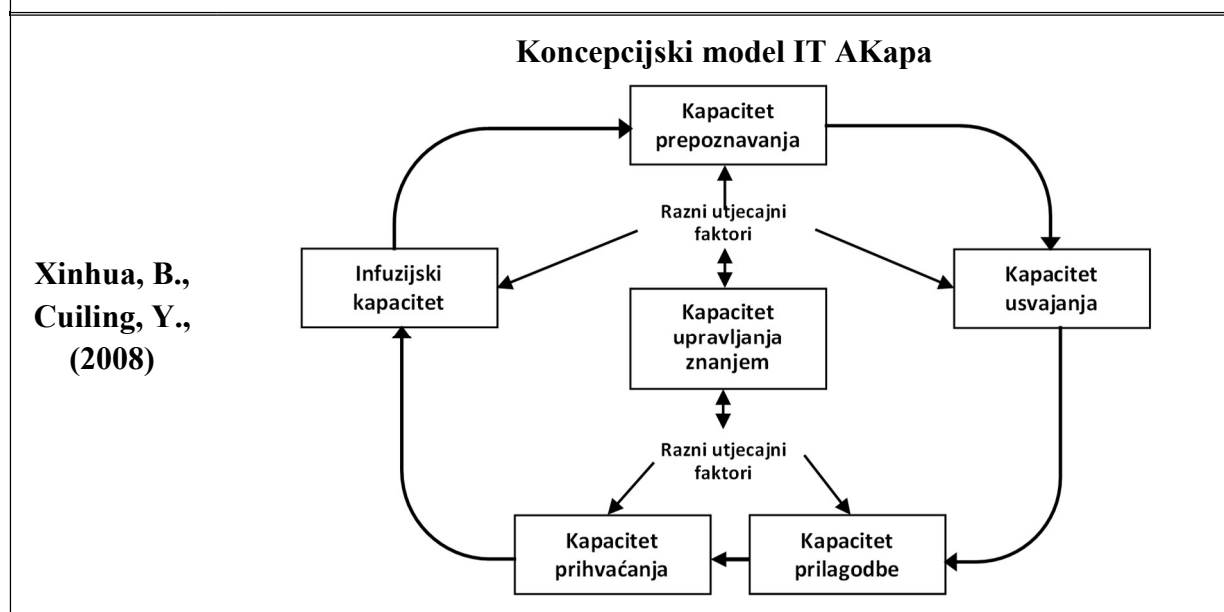 Koncepcijski model IT AKapa
Xinhua, B.,
Cuiling, Y.,
(2008)
Kapacitet
prepoznavanja
Razni utjecajni
faktori
Infuzijski
kapacitet
Kapacitet
usvajanja
Kapacitet
upravljanja
znanjem
Razni utjecajni
faktori
Kapacitet
prihvaćanja
Kapacitet
prilagodbe